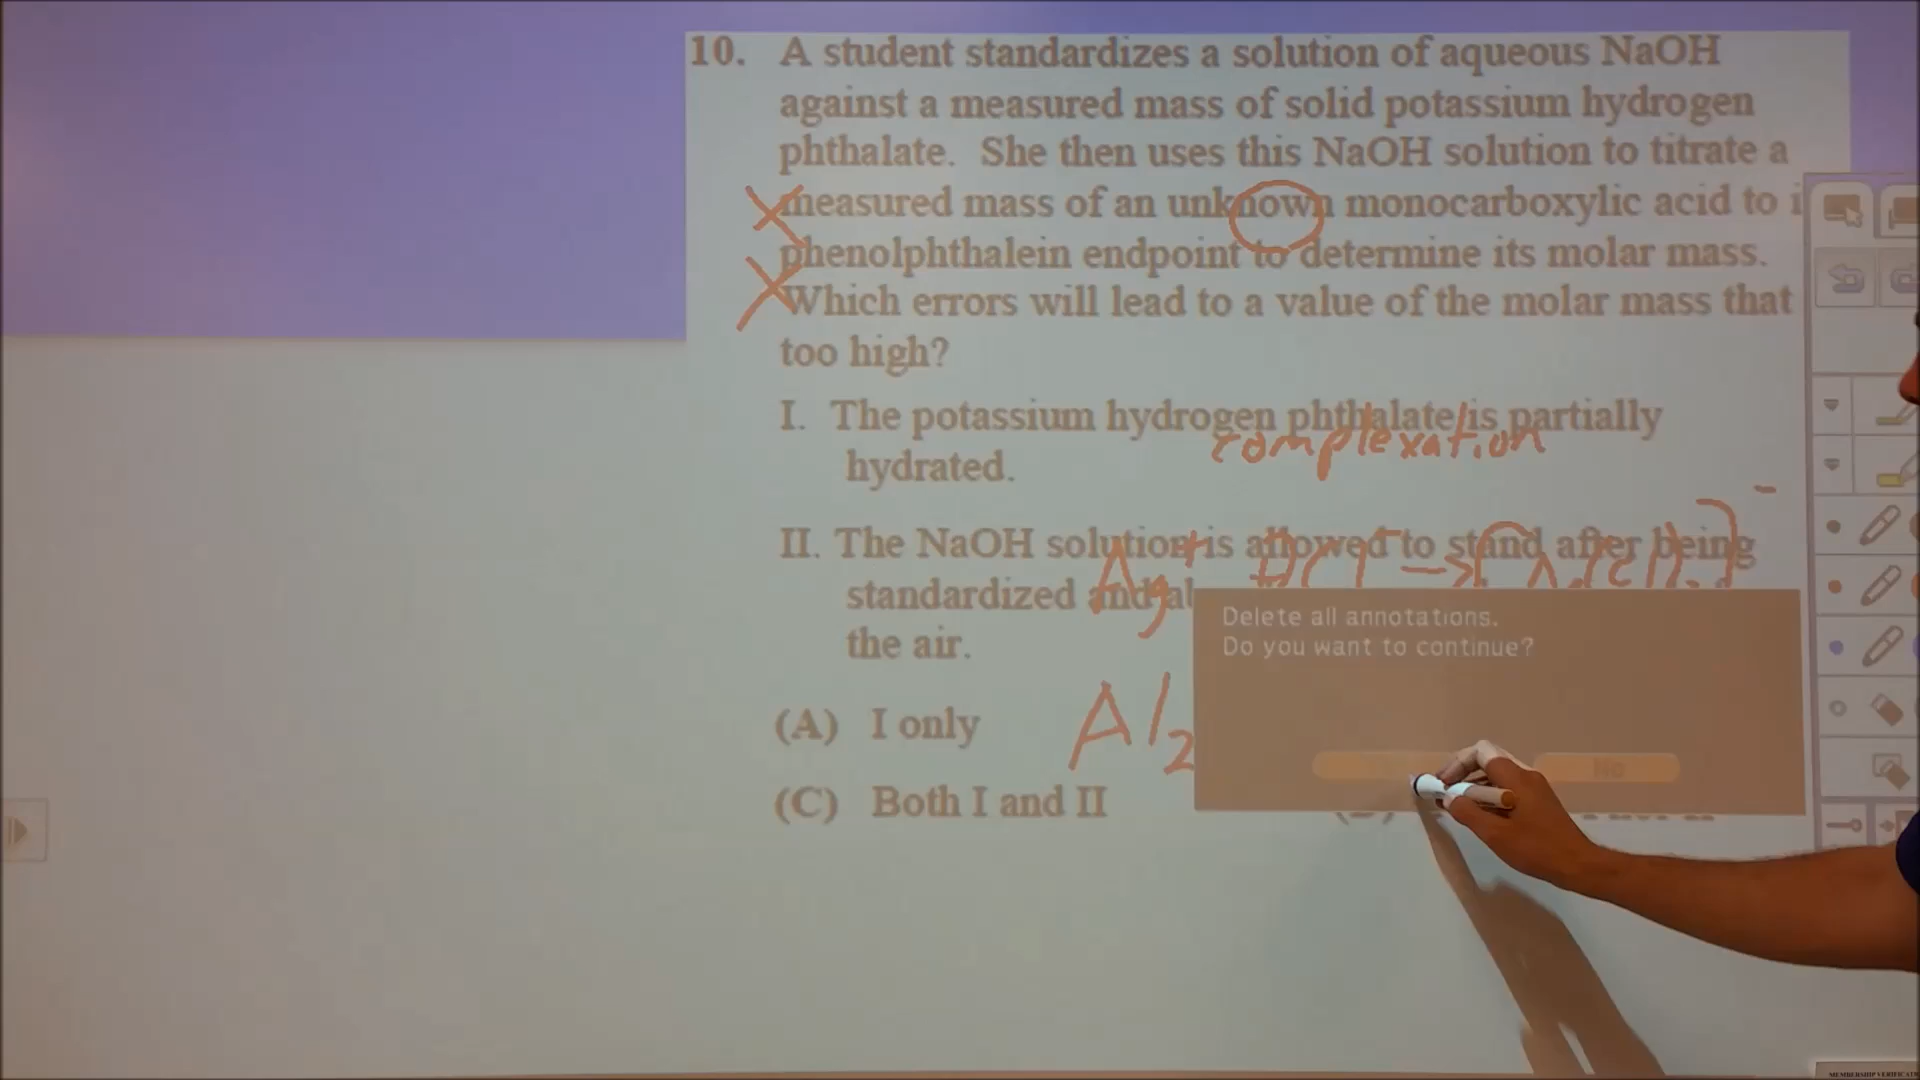 10. A student standardizes a solution of aqueous NaOH
against a measured mass of solid potassium hydrogen
phthalate. She then uses this NaOH solution to titrate a
measured mass of an unknown monocarboxylic acid to
phenolphthalein endpoint to determine its molar mass.
Which errors will lead to a value of the molar mass that
too high?
I. The potassium hydrogen phthalate is partially
complexation
hydrated.
II. The NaOH solution is allowed to stand after being
Ag+
standardized and
the air.
Delete all annotations.
Do you want to continue?
No
(A) I only
Al2
(C) Both I and II